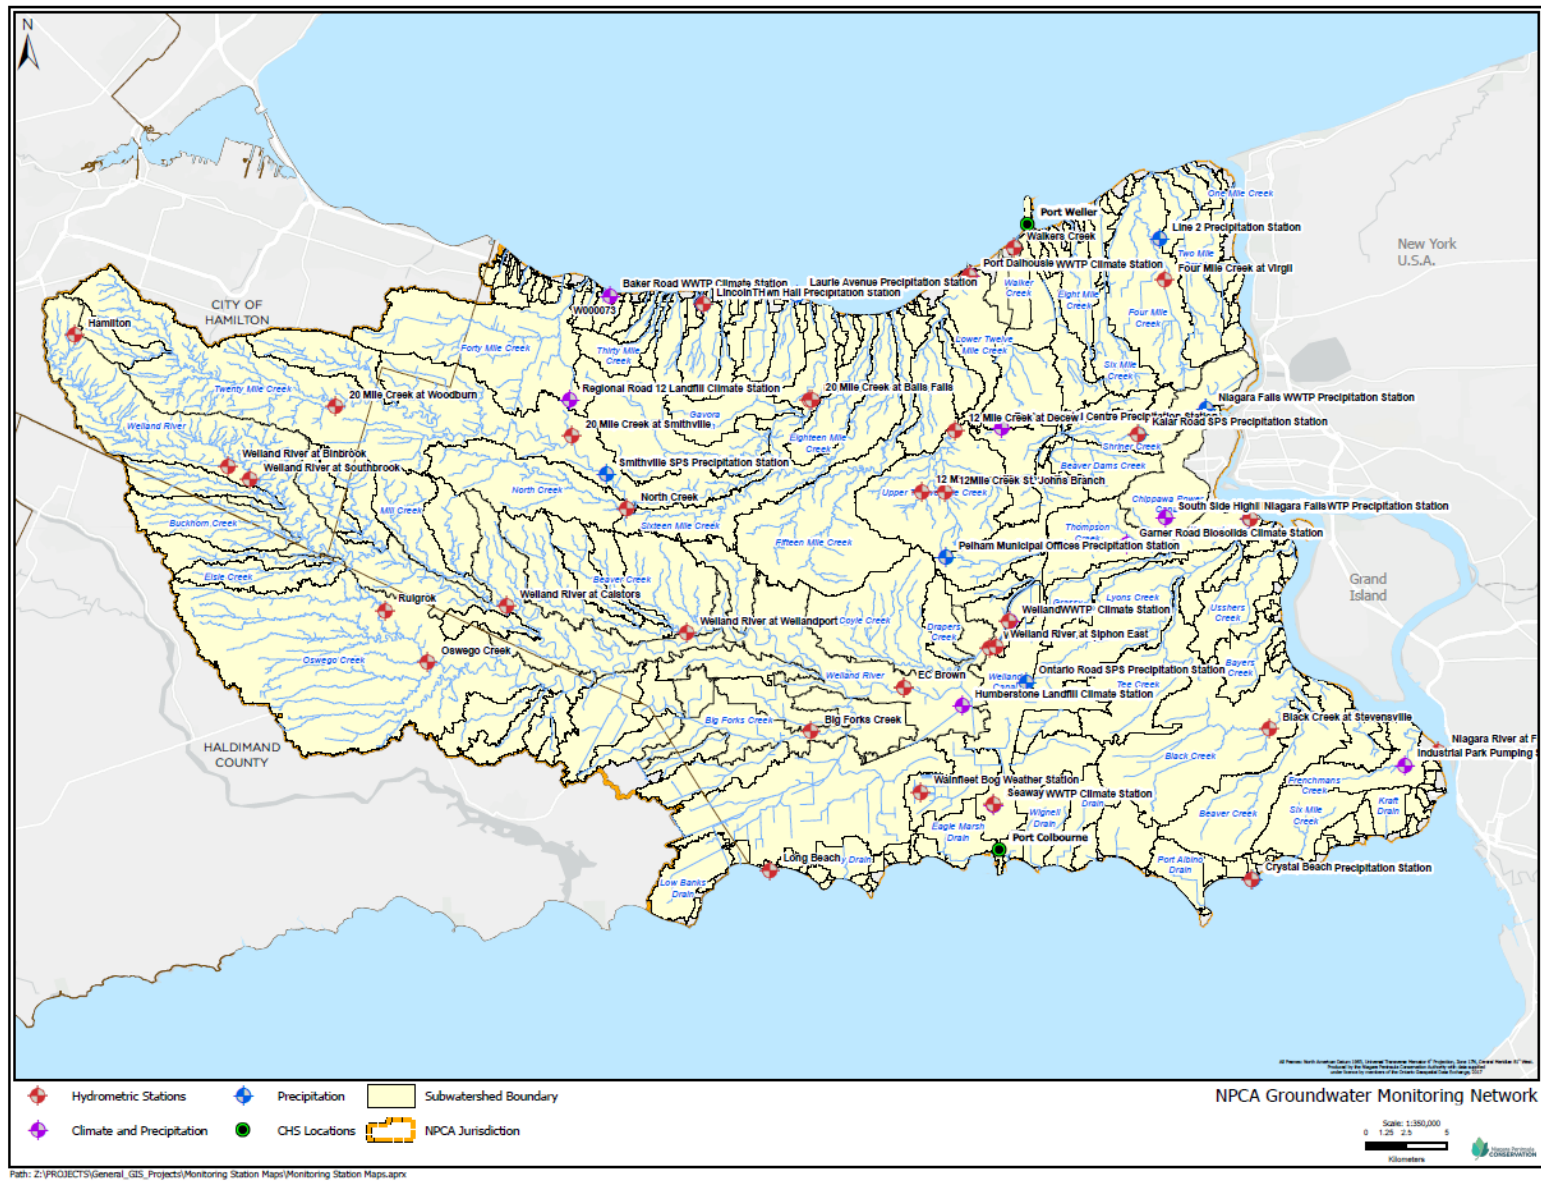 N
New York
U.S.A.
CITY OF
HAMILTON
HALDIMAND
COUNTY
Grand
Island
One Mile Creek
Port Weller
Walkers Creek
Line 2 Precipitation Station
Two Mile
Port Dalhousie WWTP Climate Station
Four Mile Creek at Virgil
Walker
Creek
Eight Mile
Creek
Four Mile
Creek
Baker Road WWTP Climate Station
Laurie Avenue Precipitation Station
Hall Precipitation Station
W000073
Hamilton
Forty Mile Creek
Thirty Mile
Creek
Lower Twelve
Mile Creek
Six Mile
Creek
Twenty Mile Creek
20 Mile Creek at Woodburn
Regional Road 12 Landfill Climate Station
20 Mile Creek at Balls Falls
Niagara Falls WWTP Precipitation Station
Gavora
12 Mile Creek at Decew
Centre Precipitation Station
Kalar Road SPS Precipitation Station
Welland River
20 Mile Creek at Smithville
Eighteen Mile
Creek
Shriner Creek
Welland River at Binbrook
Welland River at Southbrook
Smithville SPS Precipitation Station
Beaver Dams Creek
12 M
12Mile Creek St. Johns Branch
Upper
Creek
North Creek
North Creek
Chippawa Power
Mill Creek
Sixteen Mile Creek
South Side High
Niagara Falls WTP Precipitation Station
Buckhorn Creek
Thompson
Creek
Garner Road Biosolids Climate Station
Fifteen Mile Creek
Pelham Municipal Offices Precipitation Station
Elsie Creek
Beaver Creek
Ruigrok
Welland River at Caistors
Lyons Creek
Usshers
Creek
Welland WWTP Climate Station
Welland River at Wellandport
Coyle Creek
Drapers
Creek
Welland River at Siphon East
Oswego Creek
Oswego Creek
Bayers
Creek
Welland River
EC Brown
Ontario Road SPS Precipitation Station
Tee Creek
Humberstone Landfill Climate Station
Big Forks Creek
Big Forks Creek
Black Creek at Stevensville
Niagara River at F
Industrial Park Pumping S
Black Creek
Wainfleet Bog Weather Station
Seaway WWTP Climate Station
Drain
Frenchmans
Creek
Kraft
Drain
Wignell
Drain
Beaver Creek
Six Mile
Creek
Eagle Marsh
Drain
Port Colbourne
Long Beach
Drain
Port Albino
Drain
Crystal Beach Precipitation Station
Low Banks
Drain
Hydrometric Stations
Precipitation
Subwatershed Boundary
Climate and Precipitation
CHS Locations
NPCA Jurisdiction
NPCA Groundwater Monitoring Network
Scale: 1:350,000
0 1.25 2.5 5
Kilometers
Niagara Peninsula
CONSERVATION
Path: Z:\PROJECTS\General_GIS_Projects\Monitoring Station Maps\Monitoring Station Maps.aprx